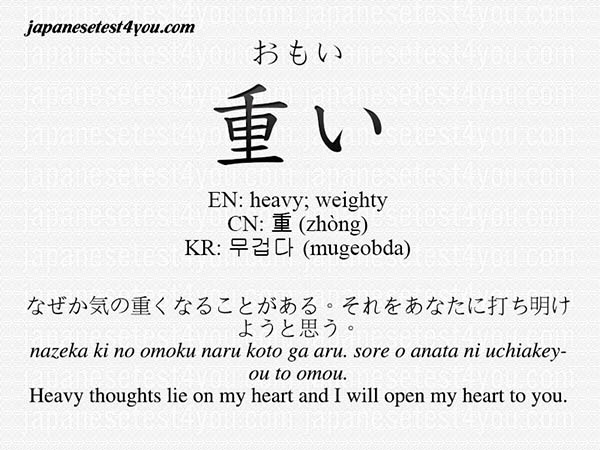 japanesetest4you.com
おもい
重い
EN: heavy; weighty
CN: 重 (zhòng)
KR: 무겁다 (mugeobda)
なぜか気の重くなることがある。それをあなたに打ち明け
ようと思う。
nazeka ki no omoku naru koto ga aru. sore o anata ni uchiakey-
ou to omou.
Heavy thoughts lie on my heart and I will open my heart to you.